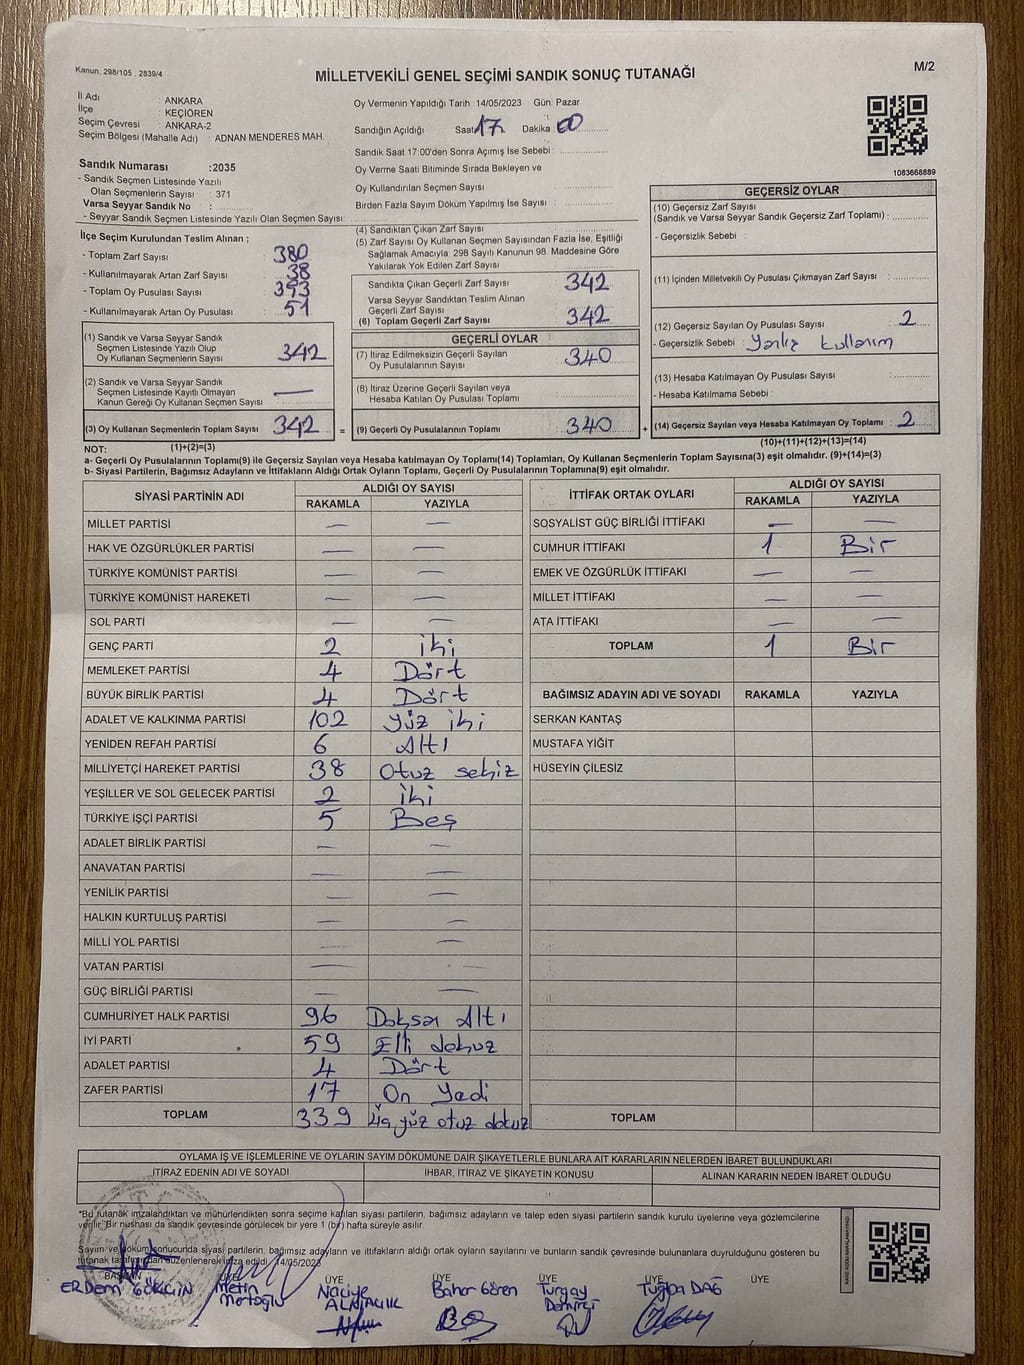 Kanun. 298/105 , 2839/4
MİLLETVEKİLİ GENEL SEÇİMİ SANDIK SONUÇ TUTANAĞI
M/2
İl Adı : ANKARA
İlçe : KEÇİÖREN
Seçim Çevresi : ANKARA-2
Seçim Bölgesi (Mahalle Adı) : ADNAN MENDERES MAH.
Oy Vermenin Yapıldığı Tarih :14/05/2023 Gün: Pazar
Sandığın Açıldığı Saat 17 Dakika 00
Sandık Saat 17:00'den Sonra Açımış İse Sebebi :
Oy Verme Saati Bitiminde Sırada Bekleyen ve
Oy Kullandırılan Seçmen Sayısı :
Birden Fazla Sayım Döküm Yapılmış İse Sayısı :
1083668889
Sandık Numarası :2035
- Sandık Seçmen Listesinde Yazılı
Olan Seçmenlerin Sayısı : 371
Varsa Seyyar Sandık No :
- Seyyar Sandık Seçmen Listesinde Yazılı Olan Seçmen Sayısı:
İlçe Seçim Kurulundan Teslim Alınan ;
- Toplam Zarf Sayısı 380
- Kullanılmayarak Artan Zarf Sayısı : 38
- Toplam Oy Pusulası Sayısı : 393
- Kullanılmayarak Artan Oy Pusulası : 51
(1) Sandık ve Varsa Seyyar Sandık
Seçmen Listesinde Yazılı Olup
Oy Kullanan Seçmenlerin Sayısı : 342
(2) Sandık ve Varsa Seyyar Sandık
Seçmen Listesinde Kayıtlı Olmayan
Kanun Gereği Oy Kullanan Seçmen Sayısı : —
(3) Oy Kullanan Seçmenlerin Toplam Sayısı : 342
(1)+(2)=(3)
(4) Sandıktan Çıkan Zarf Sayısı :
(5) Zarf Sayısı Oy Kullanan Seçmen Sayısından Fazla İse, Eşitliği
Sağlamak Amacıyla, 298 Sayılı Kanunun 98. Maddesine Göre
Yakılarak Yok Edilen Zarf Sayısı :
Sandıkta Çıkan Geçerli Zarf Sayısı : 342
Varsa Seyyar Sandıktan Teslim Alınan
Geçerli Zarf Sayısı :
(6) Toplam Geçerli Zarf Sayısı : 342
GEÇERLİ OYLAR
(7) İtiraz Edilmeksizin Geçerli Sayılan
Oy Pusulalarının Sayısı : 340
(8) İtiraz Üzerine Geçerli Sayılan veya
Hesaba Katılan Oy Pusulası Toplamı :
= (9) Geçerli Oy Pusulalarının Toplamı : 340
GEÇERSİZ OYLAR
(10) Geçersiz Zarf Sayısı
(Sandık ve Varsa Seyyar Sandık Geçersiz Zarf Toplamı) :
- Geçersizlik Sebebi :
(11) İçinden Milletvekili Oy Pusulası Çıkmayan Zarf Sayısı :
(12) Geçersiz Sayılan Oy Pusulası Sayısı : 2
- Geçersizlik Sebebi : Yanlış kullanım
(13) Hesaba Katılmayan Oy Pusulası Sayısı :
- Hesaba Katılmama Sebebi :
+ (14) Geçersiz Sayılan veya Hesaba Katılmayan Oy Toplamı : 2
(10)+(11)+(12)+(13)=(14)
NOT:
a- Geçerli Oy Pusulalarının Toplamı(9) ile Geçersiz Sayılan veya Hesaba katılmayan Oy Toplamı(14) Toplamları, Oy Kullanan Seçmenlerin Toplam Sayısına(3) eşit olmalıdır. (9)+(14)=(3)
b- Siyasi Partilerin, Bağımsız Adayların ve İttifakların Aldığı Ortak Oyların Toplamı, Geçerli Oy Pusulalarının Toplamına(9) eşit olmalıdır.
SİYASİ PARTİNİN ADI ALDIĞI OY SAYISI
RAKAMLA YAZIYLA
MİLLET PARTİSİ — —
HAK VE ÖZGÜRLÜKLER PARTİSİ — —
TÜRKİYE KOMÜNİST PARTİSİ — —
TÜRKİYE KOMÜNİST HAREKETİ — —
SOL PARTİ — —
GENÇ PARTİ 2 iki
MEMLEKET PARTİSİ 4 Dört
BÜYÜK BİRLİK PARTİSİ 4 Dört
ADALET VE KALKINMA PARTİSİ 102 yüz iki
YENİDEN REFAH PARTİSİ 6 Altı
MİLLİYETÇİ HAREKET PARTİSİ 38 Otuz sekiz
YEŞİLLER VE SOL GELECEK PARTİSİ 2 iki
TÜRKİYE İŞÇİ PARTİSİ 5 Beş
ADALET BİRLİK PARTİSİ — —
ANAVATAN PARTİSİ — —
YENİLİK PARTİSİ — —
HALKIN KURTULUŞ PARTİSİ — —
MİLLİ YOL PARTİSİ — —
VATAN PARTİSİ — —
GÜÇ BİRLİĞİ PARTİSİ — —
CUMHURİYET HALK PARTİSİ 96 Doksan Altı
İYİ PARTİ 59 Elli dokuz
ADALET PARTİSİ 4 Dört
ZAFER PARTİSİ 17 On Yedi
TOPLAM 339 Üç yüz otuz dokuz
İTTİFAK ORTAK OYLARI ALDIĞI OY SAYISI
RAKAMLA YAZIYLA
SOSYALİST GÜÇ BİRLİĞİ İTTİFAKI — —
CUMHUR İTTİFAKI 1 Bir
EMEK VE ÖZGÜRLÜK İTTİFAKI — —
MİLLET İTTİFAKI — —
ATA İTTİFAKI — —
TOPLAM 1 Bir
BAĞIMSIZ ADAYIN ADI VE SOYADI RAKAMLA YAZIYLA
SERKAN KANTAŞ
MUSTAFA YİĞİT
HÜSEYİN ÇİLESİZ
TOPLAM
OYLAMA İŞ VE İŞLEMLERİNE VE OYLARIN SAYIM DÖKÜMÜNE DAİR ŞİKAYETLERLE BUNLARA AİT KARARLARIN NELERDEN İBARET BULUNDUKLARI
İTİRAZ EDENİN ADI VE SOYADI İHBAR, İTİRAZ VE ŞİKAYETİN KONUSU ALINAN KARARIN NEDEN İBARET OLDUĞU
*Bu tutanak imzalandıktan ve mühürlendikten sonra seçime katılan siyasi partilerin, bağımsız adayların ve talep eden siyasi partilerin sandık kurulu üyelerine veya gözlemcilerine
verilir. Bir nüshası da sandık çevresinde görülecek bir yere 1 (bir) hafta süreyle asılır.
Sayım ve döküm sonucunda siyasi partilerin, bağımsız adayların ve ittifakların aldığı ortak oyların sayılarını ve bunların sandık çevresinde bulunanlara duyrulduğunu gösteren bu
tutanak tarafımızdan düzenlenerek imza edildi. 14/05/2023
BAŞKAN ÜYE ÜYE ÜYE ÜYE ÜYE ÜYE
ERDEM GÖKGİN Metin Naciye Bahar Gören Turgay Tuğba DAĞ